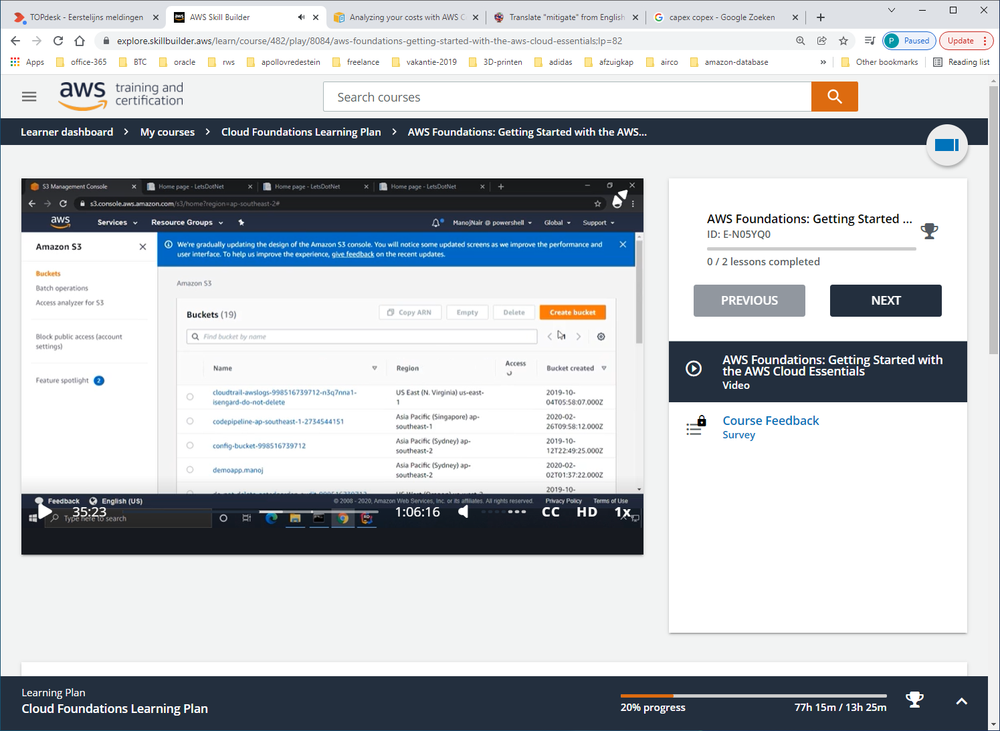 TOPdesk - Eerstelijns meldingen
AWS Skill Builder
Analyzing your costs with AWS C
Translate "mitigate" from English
capex copex - Google Zoeken
explore.skillbuilder.aws/learn/course/482/play/8084/aws-foundations-getting-started-with-the-aws-cloud-essentials;lp=82
P Paused
Update
Apps office-365 BTC oracle rws apollovredestein freelance vakantie-2019 3D-printen adidas afzuigkap airco amazon-database » Other bookmarks Reading list
aws training and certification
Search courses
Learner dashboard > My courses > Cloud Foundations Learning Plan > AWS Foundations: Getting Started with the AWS...
S3 Management Console
Home page - LetsDotNet
Home page - LetsDotNet
Home page - LetsDotNet
s3.console.aws.amazon.com/s3/home?region=ap-southeast-2#
aws Services Resource Groups ManojNair @ powershell Global Support
Amazon S3
We're gradually updating the design of the Amazon S3 console. You will notice some updated screens as we improve the performance and
user interface. To help us improve the experience, give feedback on the recent updates.
Buckets
Batch operations
Access analyzer for S3
Block public access (account
settings)
Feature spotlight 2
Amazon S3
Buckets (19)
Copy ARN Empty Delete Create bucket
Find bucket by name
1
Name Region Access Bucket created
cloudtrail-awslogs-998516739712-n3q7nna1-
isengard-do-not-delete
US East (N. Virginia) us-east-
1
2019-10-
04T05:58:07.000Z
codepipeline-ap-southeast-1-2734544151
Asia Pacific (Singapore) ap-
southeast-1
2020-02-
26T09:58:12.000Z
config-bucket-998516739712
Asia Pacific (Sydney) ap-
southeast-2
2019-10-
12T22:49:25.000Z
demoapp.manoj
Asia Pacific (Sydney) ap-
southeast-2
2020-02-
02T01:37:22.000Z
2019-10-
Feedback English (US)
© 2008 - 2020, Amazon Web Services, Inc. or its affiliates. All rights reserved. Privacy Policy Terms of Use
35:23
1:06:16
CC HD 1x
Type here to search
AWS Foundations: Getting Started ...
ID: E-N05YQ0
0 / 2 lessons completed
PREVIOUS
NEXT
AWS Foundations: Getting Started with
the AWS Cloud Essentials
Video
Course Feedback
Survey
Learning Plan
Cloud Foundations Learning Plan
20% progress
77h 15m / 13h 25m